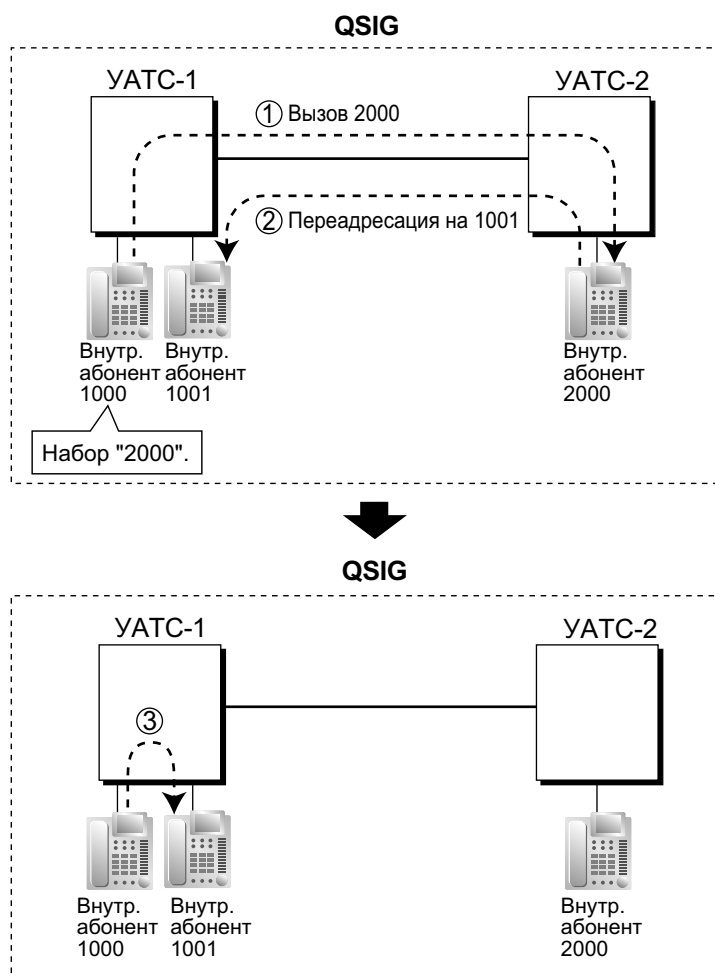 QSIG
УАТС-1
УАТС-2
① Вызов 2000
② Переадресация на 1001
Внутр.
абонент
1000
Внутр.
абонент
1001
Внутр.
абонент
2000
Набор "2000".
QSIG
УАТС-1
УАТС-2
③
Внутр.
абонент
1000
Внутр.
абонент
1001
Внутр.
абонент
2000